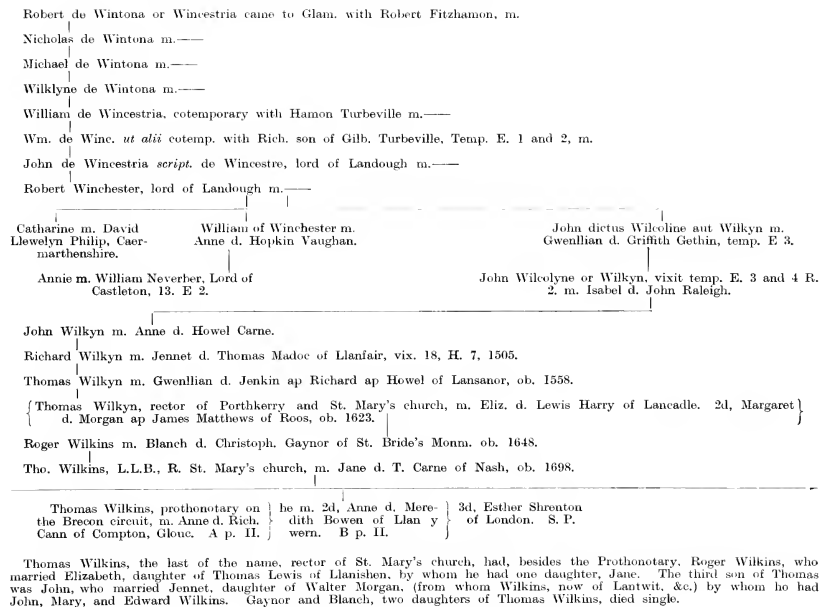 Robert de Wintona or Wincestria came to Glam. with Robert Fitzhamon, m.
Nicholas de Wintona m.——
Michael de Wintona m.——
Wilklyne de Wintona m.——
William de Wincestria, cotemporary with Hamon Turbeville m.——
Wm. de Winc. ut alii cotemp. with Rich. son of Gilb. Turbeville, Temp. E. 1 and 2, m.
John de Wincestria script. de Wincestre, lord of Landough m.——
Robert Winchester, lord of Landough m.——
Catharine m. David
Llewelyn Philip, Caer-
marthenshire.
William of Winchester m.
Anne d. Hopkin Vaughan.
John dictus Wilcoline aut Wilkyn m.
Gwenllian d. Griffith Gethin, temp. E 3.
Annie m. William Neverber, Lord of
Castleton, 13. E 2.
John Wilcolyne or Wilkyn, vixit temp. E. 3 and 4 R.
2. m. Isabel d. John Raleigh.
John Wilkyn m. Anne d. Howel Carne.
Richard Wilkyn m. Jennet d. Thomas Madoc of Llanfair, vix. 18, H. 7, 1505.
Thomas Wilkyn m. Gwenllian d. Jenkin ap Richard ap Howel of Lansanor, ob. 1558.
{ Thomas Wilkyn, rector of Porthkerry and St. Mary's church, m. Eliz. d. Lewis Harry of Lancadle. 2d, Margaret }
d. Morgan ap James Matthews of Roos, ob. 1623.
Roger Wilkins m. Blanch d. Christoph. Gaynor of St. Bride's Monm. ob. 1648.
Tho. Wilkins, L.L.B., R. St. Mary's church, m. Jane d. T. Carne of Nash, ob. 1698.
Thomas Wilkins, prothonotary on
the Brecon circuit, m. Anne d. Rich.
Cann of Compton, Glouc. A p. II.
he m. 2d, Anne d. Mere-
dith Bowen of Llan y
wern. B p. II.
3d, Esther Shrenton
of London. S. P.
Thomas Wilkins, the last of the name, rector of St. Mary's church, had, besides the Prothonotary, Roger Wilkins, who
married Elizabeth, daughter of Thomas Lewis of Llanishen, by whom he had one daughter, Jane. The third son of Thomas
was John, who married Jennet, daughter of Walter Morgan, (from whom Wilkins, now of Lantwit, &c.) by whom he had
John, Mary, and Edward Wilkins. Gaynor and Blanch, two daughters of Thomas Wilkins, died single.